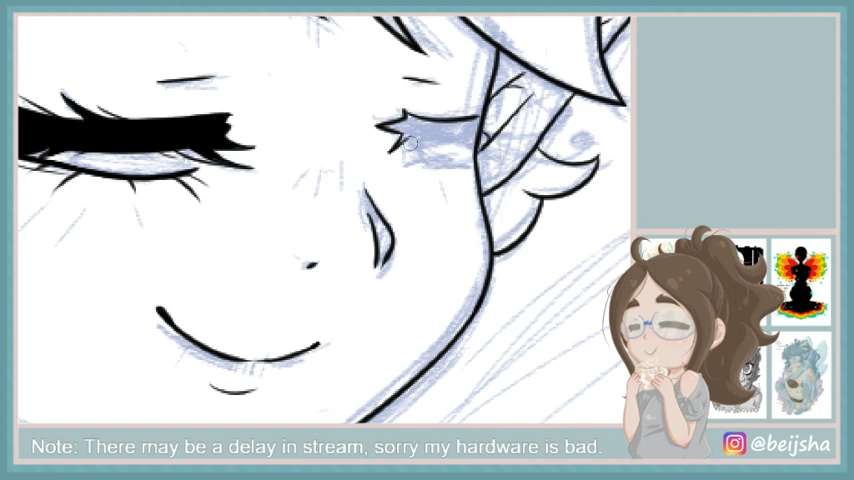 Note: There may be a delay in stream, sorry my hardware is bad.
@beijsha